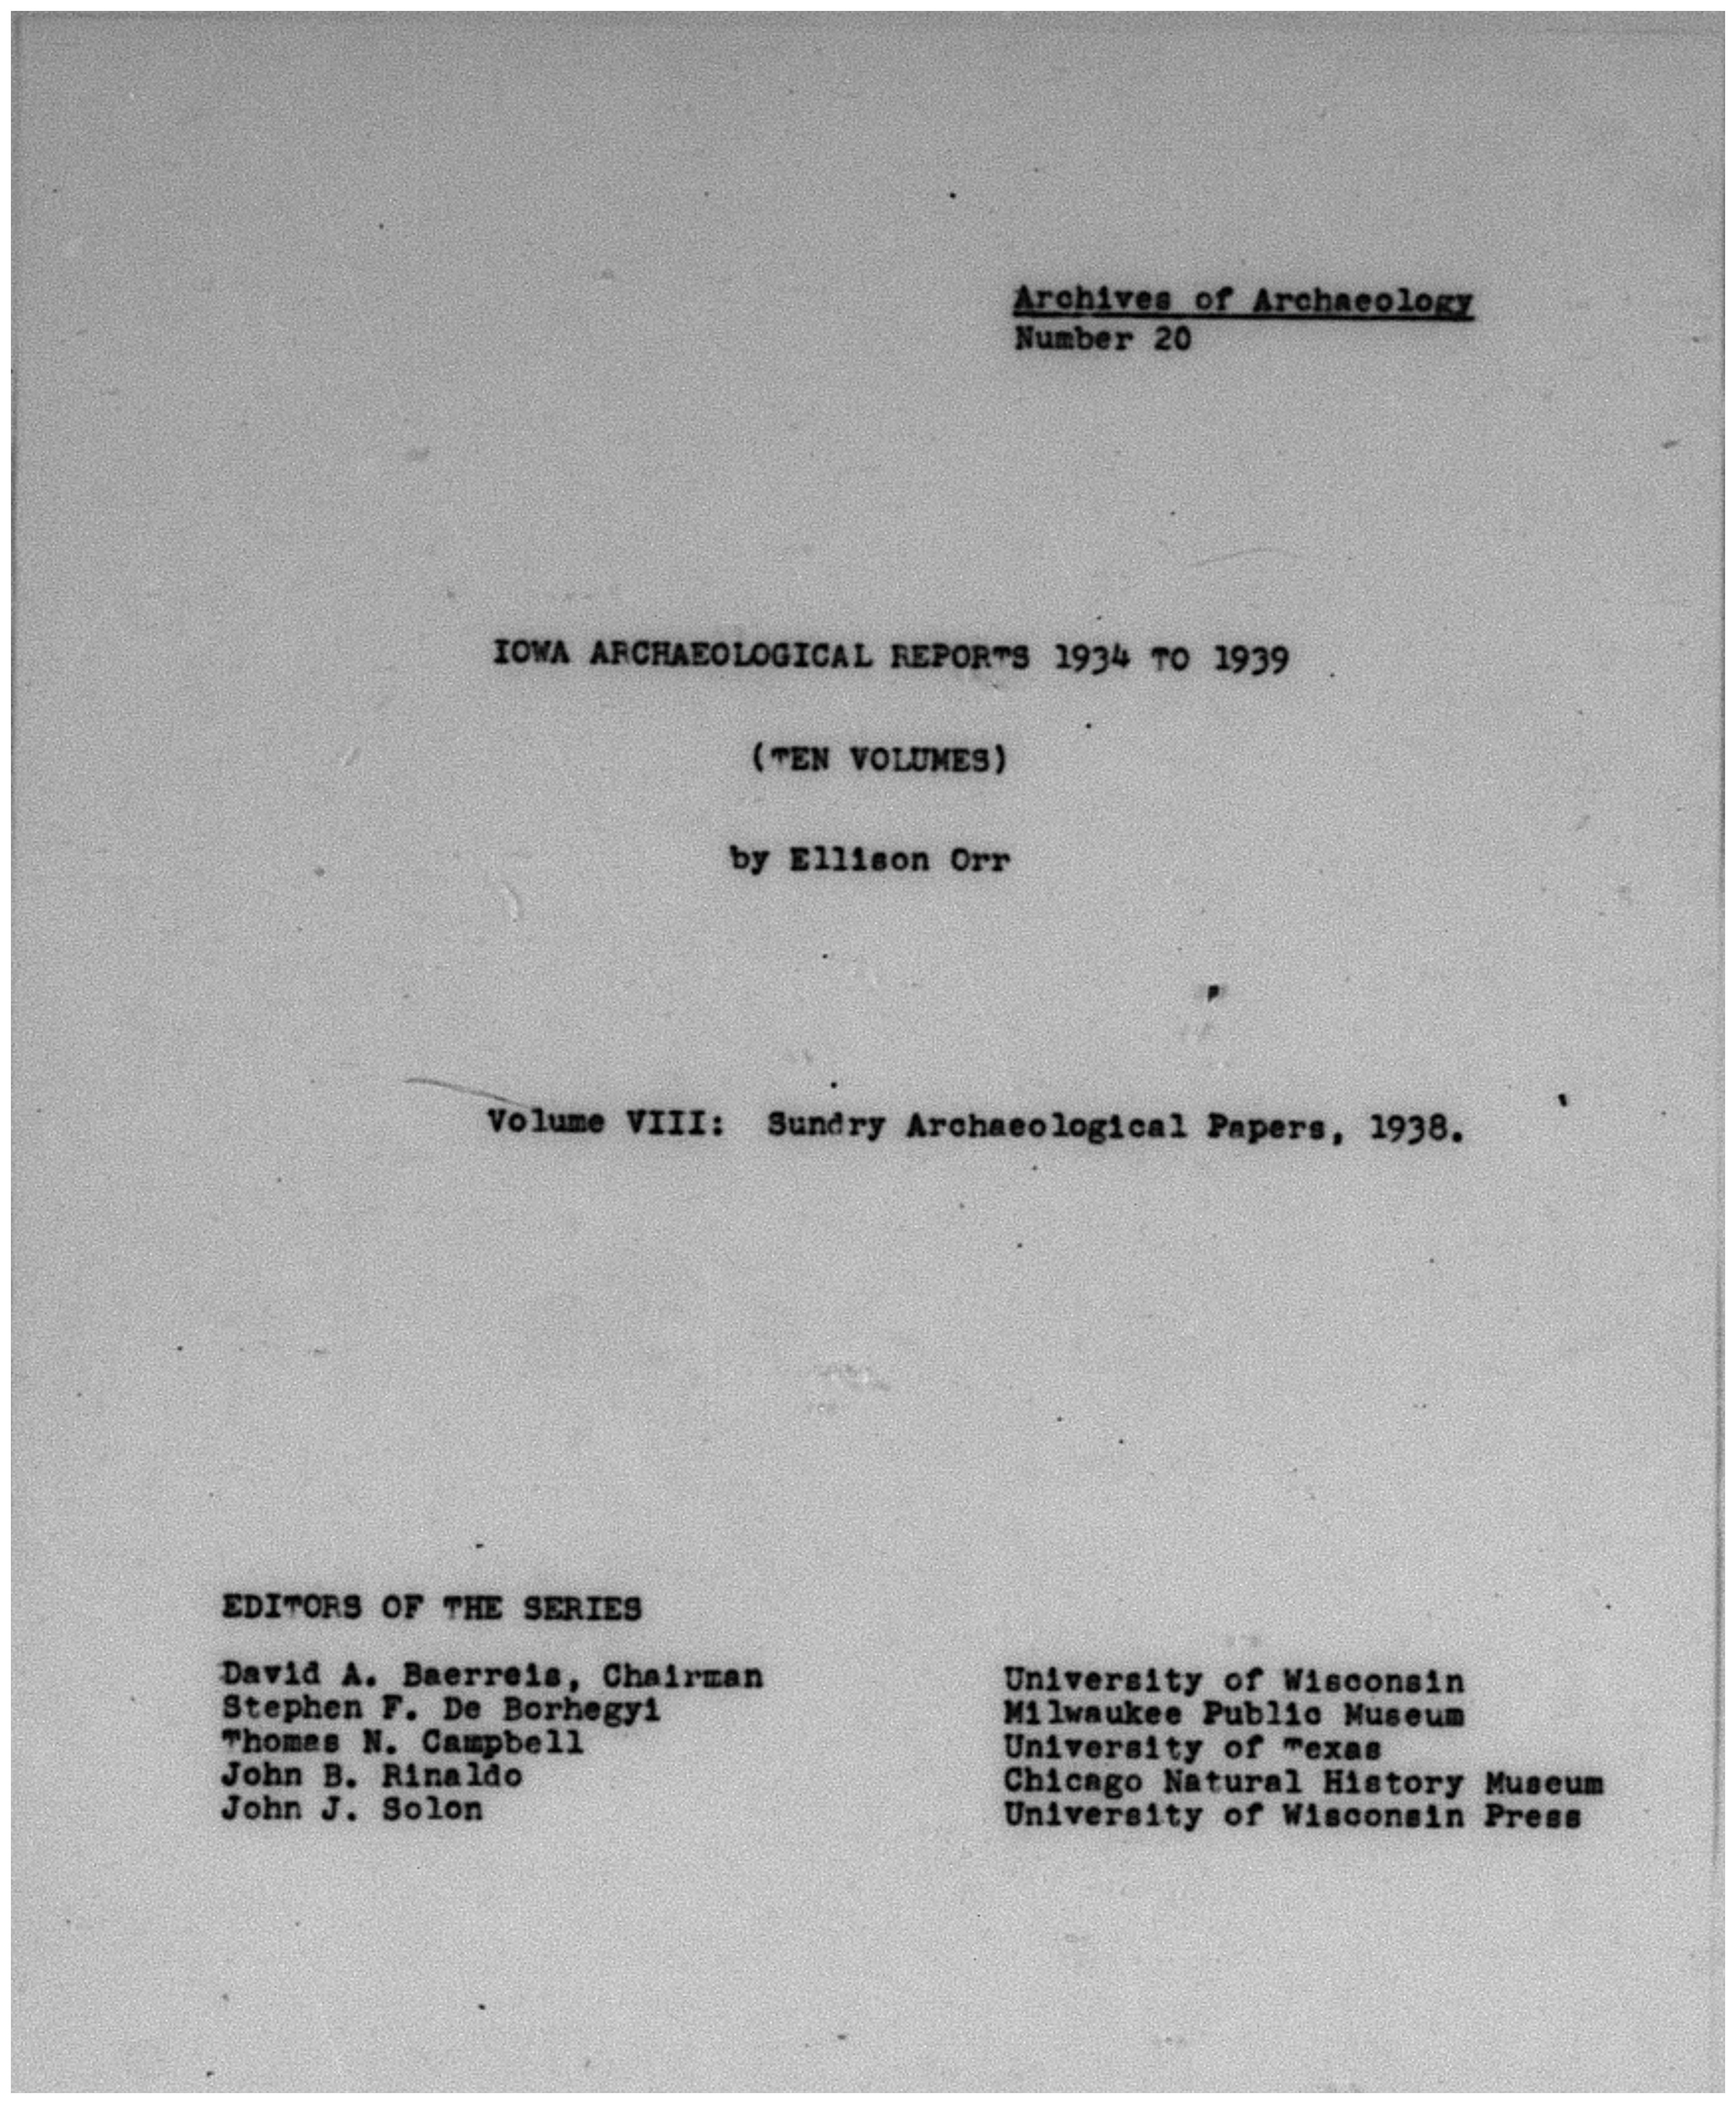 Archives of Archaeology
Number 20
IOWA ARCHAEOLOGICAL REPORTS 1934 TO 1939
(TEN VOLUMES)
by Ellison Orr
Volume VIII: Sundry Archaeological Papers, 1938.
EDITORS OF THE SERIES
David A. Baerreis, Chairman University of Wisconsin
Stephen F. De Borhegyi Milwaukee Public Museum
Thomas N. Campbell University of Texas
John B. Rinaldo Chicago Natural History Museum
John J. Solon University of Wisconsin Press